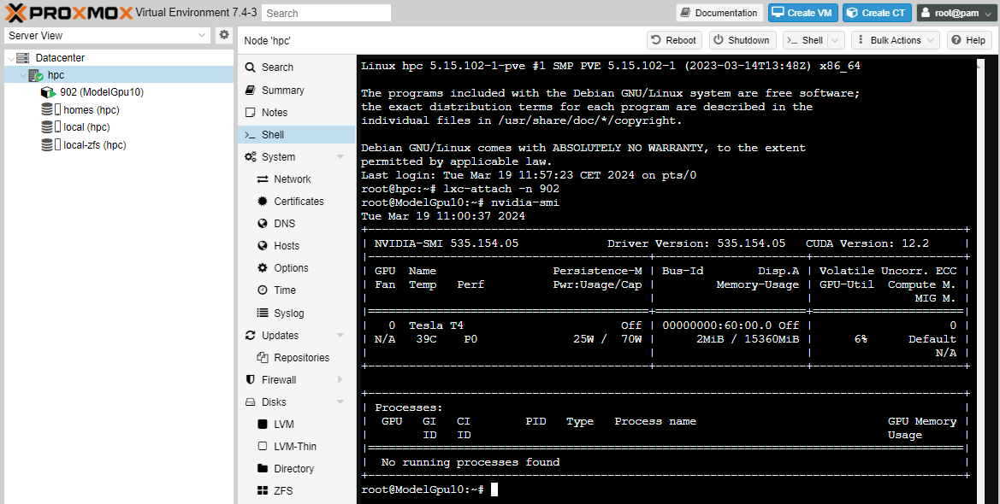 PROXMOX Virtual Environment 7.4-3 Search Documentation Create VM Create CT root@pam
Server View
Datacenter
hpc
902 (ModelGpu10)
homes (hpc)
local (hpc)
local-zfs (hpc)
Node 'hpc' Reboot Shutdown Shell Bulk Actions Help
Search
Summary
Notes
Shell
System
Network
Certificates
DNS
Hosts
Options
Time
Syslog
Updates
Repositories
Firewall
Disks
LVM
LVM-Thin
Directory
ZFS
Linux hpc 5.15.102-1-pve #1 SMP PVE 5.15.102-1 (2023-03-14T13:48Z) x86_64
The programs included with the Debian GNU/Linux system are free software;
the exact distribution terms for each program are described in the
individual files in /usr/share/doc/*/copyright.
Debian GNU/Linux comes with ABSOLUTELY NO WARRANTY, to the extent
permitted by applicable law.
Last login: Tue Mar 19 11:57:23 CET 2024 on pts/0
root@hpc:~# lxc-attach -n 902
root@ModelGpu10:~# nvidia-smi
Tue Mar 19 11:00:37 2024
+-----------------------------------------------------------------------------------------+
| NVIDIA-SMI 535.154.05             Driver Version: 535.154.05   CUDA Version: 12.2     |
|-----------------------------------------+----------------------+----------------------+
| GPU  Name                 Persistence-M | Bus-Id        Disp.A | Volatile Uncorr. ECC |
| Fan  Temp   Perf          Pwr:Usage/Cap |         Memory-Usage | GPU-Util  Compute M. |
|                                         |                      |               MIG M. |
|=========================================+======================+======================|
|   0  Tesla T4                       Off | 00000000:60:00.0 Off |                    0 |
| N/A   39C    P0              25W /  70W |      2MiB / 15360MiB |      6%      Default |
|                                         |                      |                  N/A |
+-----------------------------------------+----------------------+----------------------+
+---------------------------------------------------------------------------------------+
| Processes:                                                                            |
|  GPU   GI   CI        PID   Type   Process name                            GPU Memory |
|        ID   ID                                                             Usage      |
|=======================================================================================|
|  No running processes found                                                           |
+---------------------------------------------------------------------------------------+
root@ModelGpu10:~#